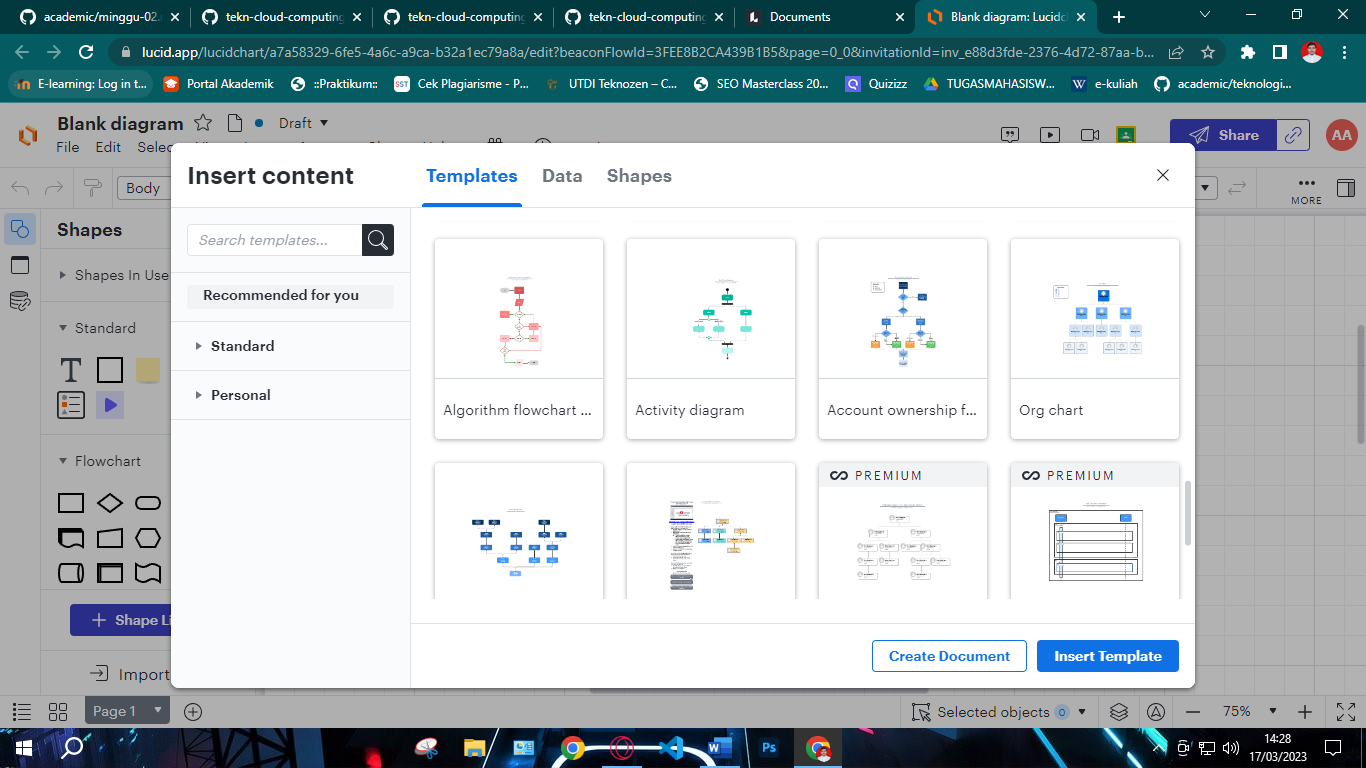 academic/minggu-02.
tekn-cloud-computing
tekn-cloud-computing
tekn-cloud-computing
Documents
Blank diagram: Lucidc
lucid.app/lucidchart/a7a58329-6fe5-4a6c-a9ca-b32a1ec79a8a/edit?beaconFlowId=3FEE8B2CA439B1B5&page=0_0&invitationId=inv_e88d3fde-2376-4d72-87aa-b...
E-learning: Log in t...
Portal Akademik
::Praktikum::
SST
Cek Plagiarisme - P...
UTDI Teknozen – C...
SEO Masterclass 20...
Quizizz
TUGASMAHASISW...
e-kuliah
academic/teknologi...
Blank diagram
Draft
File
Edit
Selec
Share
AA
Body
MORE
Insert content
Templates
Data
Shapes
Shapes
Search templates...
Shapes In Use
Recommended for you
Standard
Standard
Personal
Algorithm flowchart ...
Activity diagram
Account ownership f...
Org chart
Flowchart
PREMIUM
PREMIUM
Shape Li
Import
Create Document
Insert Template
Page 1
Selected objects
0
75%
Ps
14:28
17/03/2023